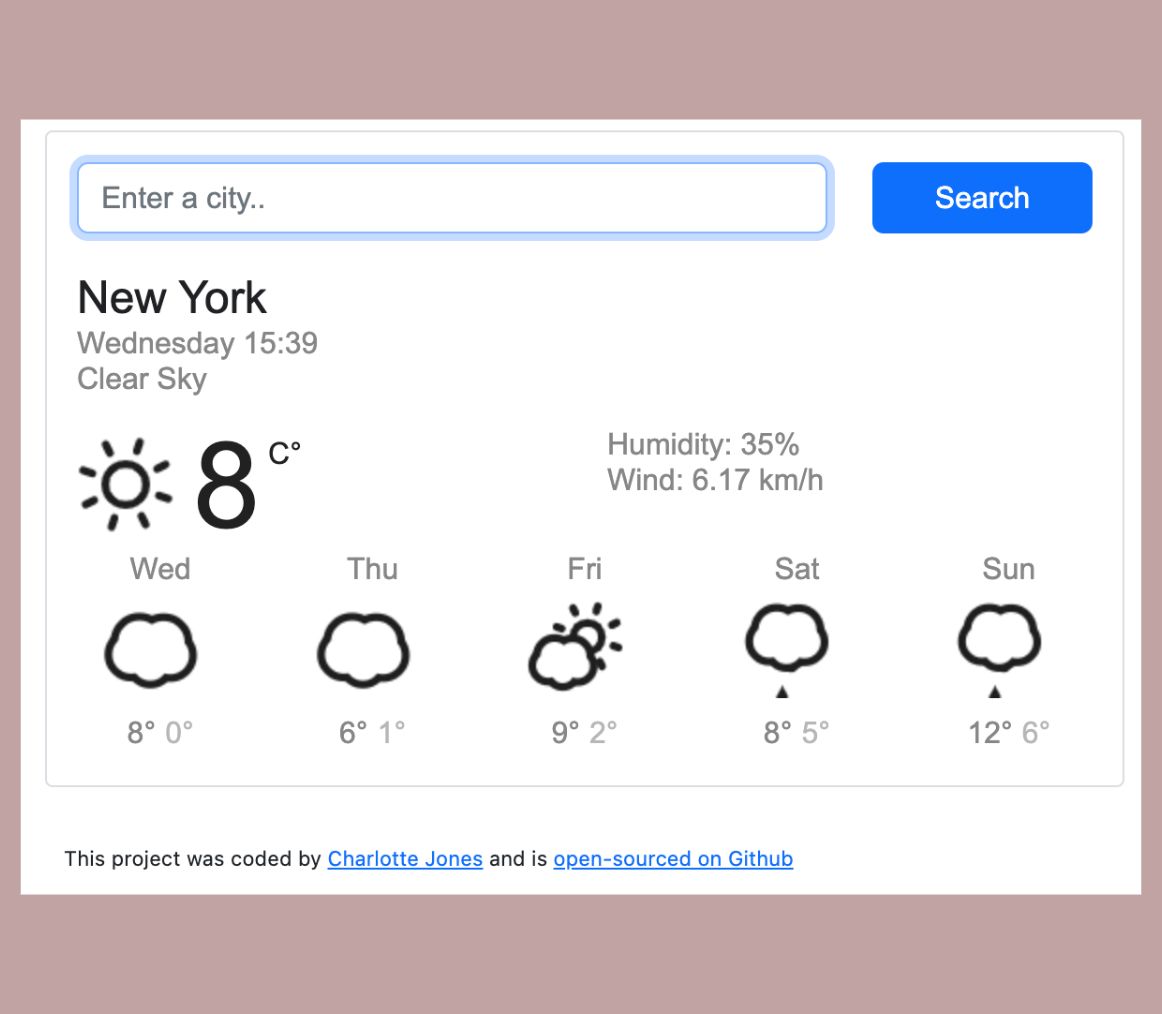 Enter a city..
Search
New York
Wednesday 15:39
Clear Sky
8 C°
Humidity: 35%
Wind: 6.17 km/h
Wed Thu Fri Sat Sun
8° 0° 6° 1° 9° 2° 8° 5° 12° 6°
This project was coded by Charlotte Jones and is open-sourced on Github